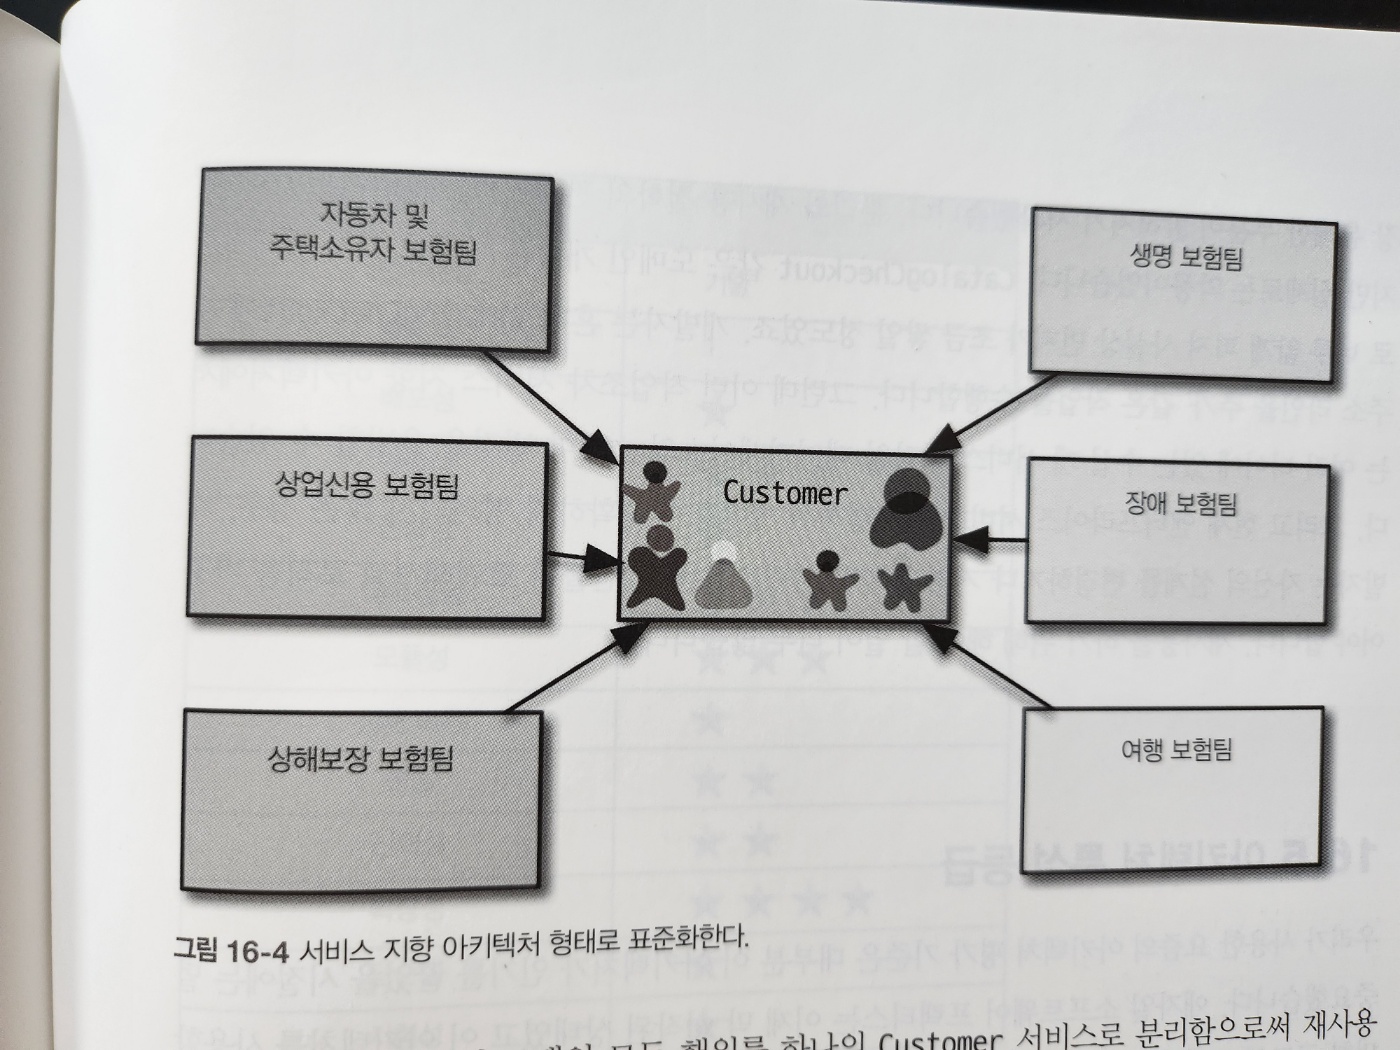 자동차 및
주택소유자 보험팀
생명 보험팀
상업신용 보험팀
Customer
장애 보험팀
상해보장 보험팀
여행 보험팀
그림 16-4 서비스 지향 아키텍처 형태로 표준화한다.
모든 행위를 하나의 Customer 서비스로 분리함으로써 재사용